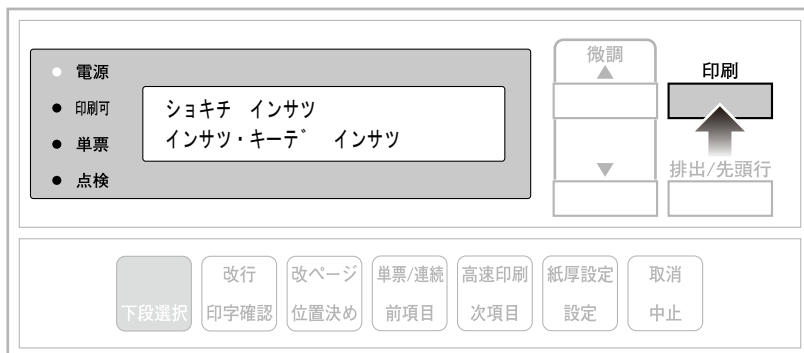 電源
印刷可
単票
点検
ショキチ インサツ
インサツ・キーデ インサツ
微調
▲
▼
印刷
排出/先頭行
下段選択
改行
印字確認
改ページ
位置決め
単票/連続
前項目
高速印刷
次項目
紙厚設定
設定
取消
中止